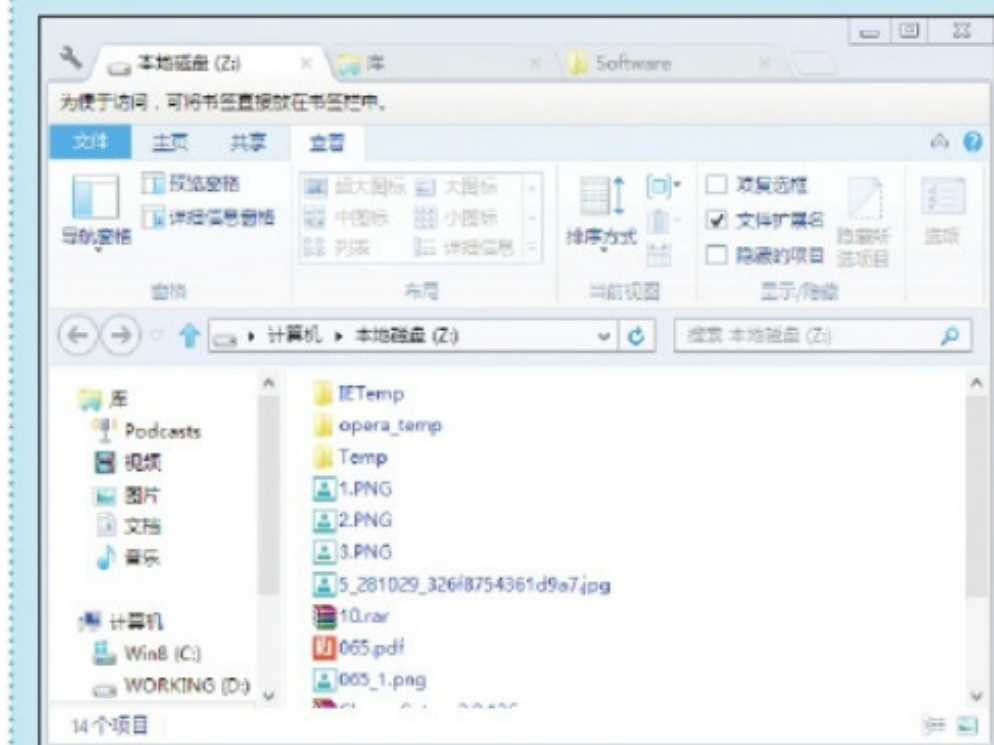 本地磁盘 (Z:)
库
Software
为便于访问，可将书签直接放在书签栏中。
文件 主页 共享 查看
导航窗格
预览窗格
详细信息窗格
窗格
超大图标 大图标
中图标 小图标
列表 详细信息
布局
排序方式
当前视图
项复选框
文件扩展名
隐藏的项目
隐藏所
选项目
显示/隐藏
选项
计算机 本地磁盘 (Z:)
搜索 本地磁盘 (Z:)
库
Podcasts
视频
图片
文档
音乐
计算机
Win8 (C:)
WORKING (D:)
IETemp
opera_temp
Temp
1.PNG
2.PNG
3.PNG
5_281029_326f8754361d9a7.jpg
10.rar
065.pdf
065_1.png
14 个项目